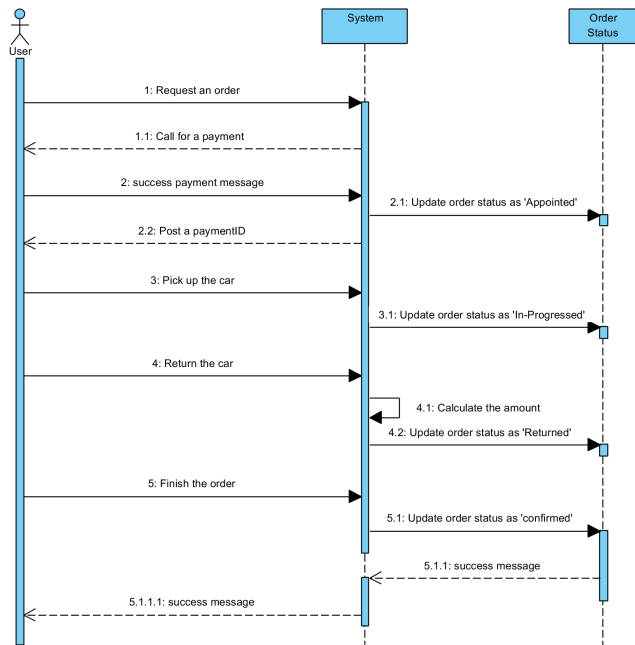 System
Order
Status
User
1: Request an order
1.1: Call for a payment
2: success payment message
2.1: Update order status as 'Appointed'
2.2: Post a paymentID
3: Pick up the car
3.1: Update order status as 'In-Progressed'
4: Return the car
4.1: Calculate the amount
4.2: Update order status as 'Returned'
5: Finish the order
5.1: Update order status as 'confirmed'
5.1.1: success message
5.1.1.1: success message